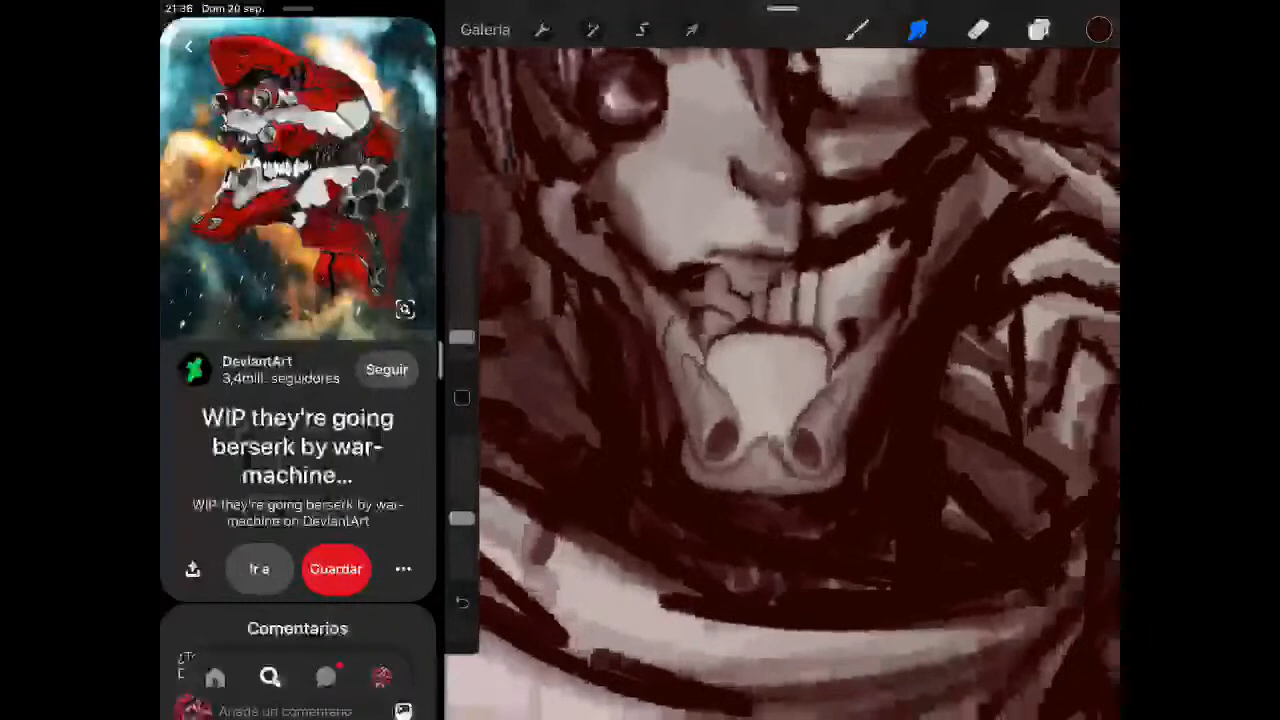 21:36 Dom 20 sep.
Galería
DeviantArt
3,4mill. seguidores
Seguir
WIP they're going
berserk by war-
machine...
WIP they're going berserk by war-
machine on DeviantArt
Ir a
Guardar
Comentarios
Añade un comentario